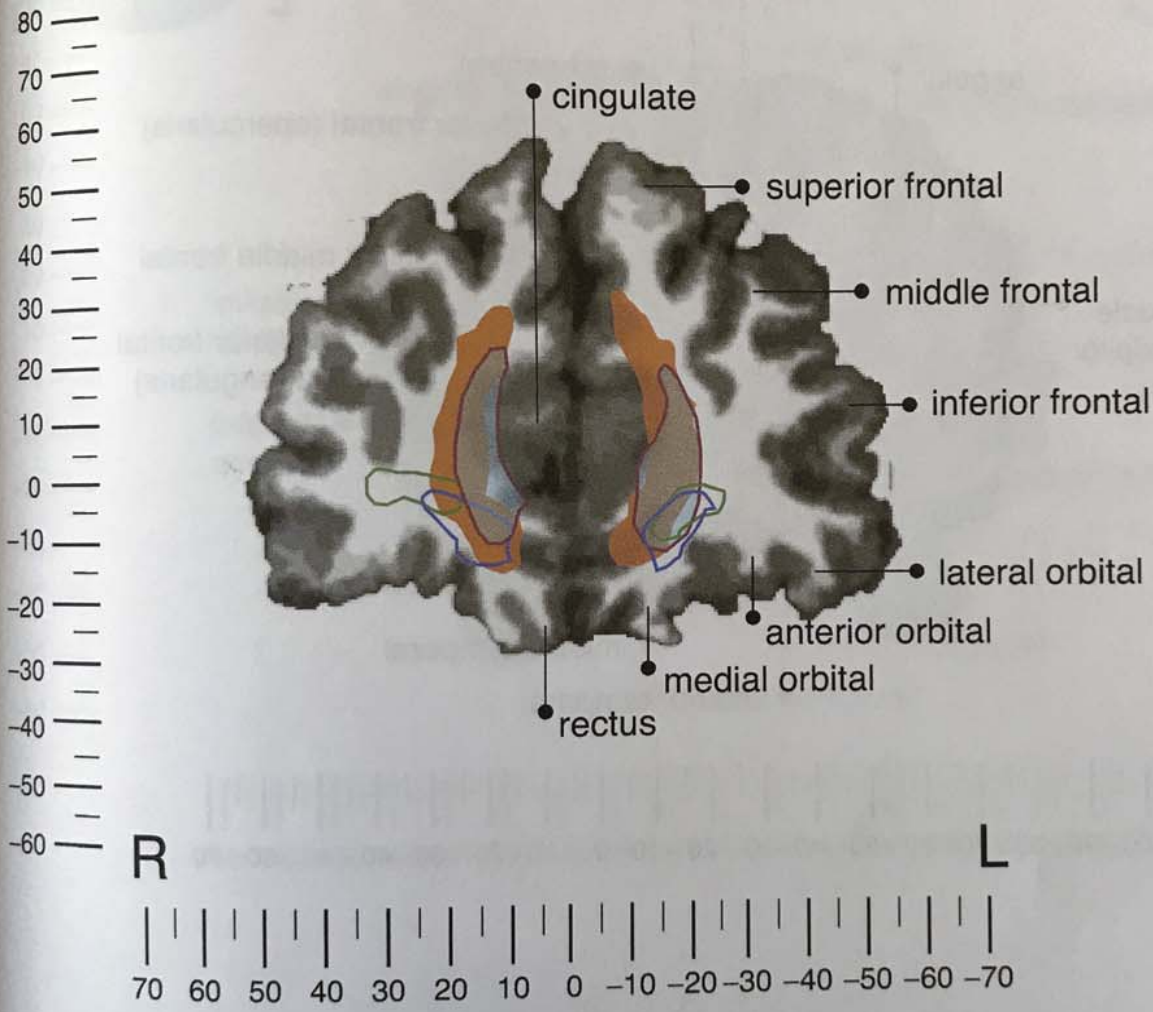 80
70
60
50
40
30
20
10
0
–10
–20
–30
–40
–50
–60
cingulate
superior frontal
middle frontal
inferior frontal
lateral orbital
anterior orbital
medial orbital
rectus
R
L
70 60 50 40 30 20 10 0 –10 –20 –30 –40 –50 –60 –70